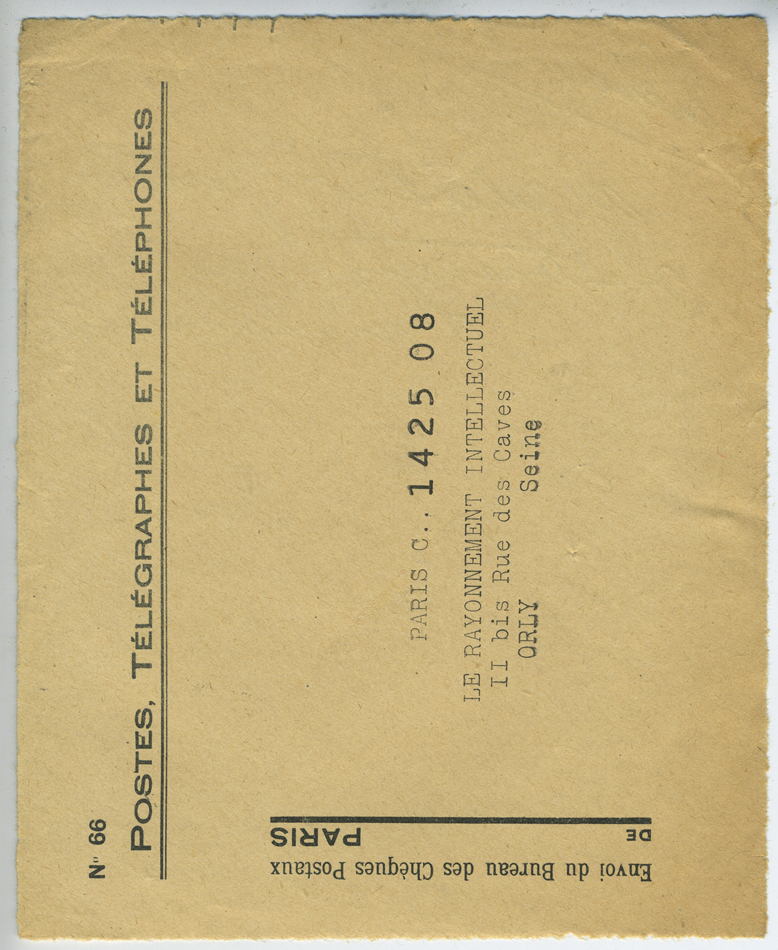 N° 66
POSTES, TÉLÉGRAPHES ET TÉLÉPHONES
PARIS C.. 1425 08
LE RAYONNEMENT INTELLECTUEL
II bis Rue des Caves
ORLY Seine
Envoi du Bureau des Chèques Postaux
DE PARIS